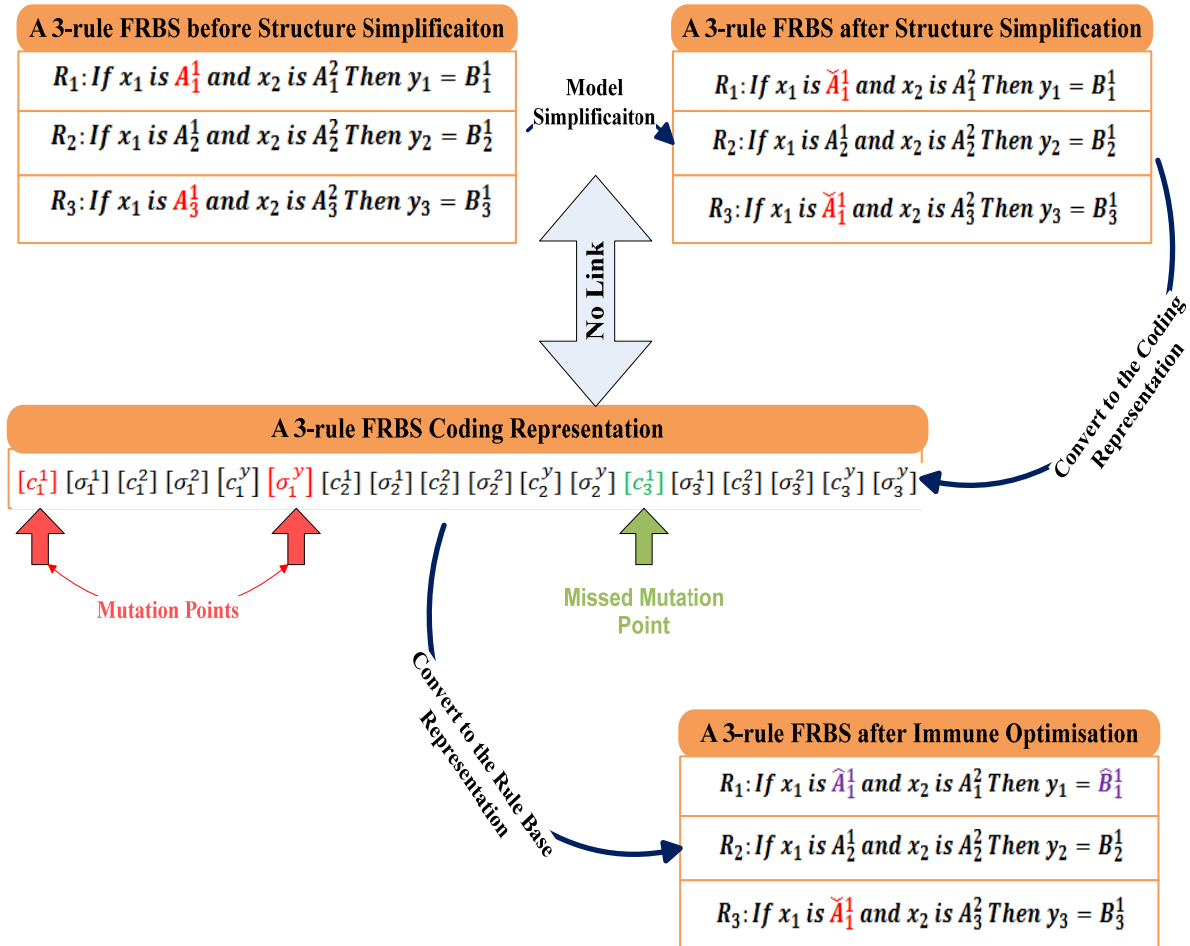 A 3-rule FRBS before Structure Simplificaiton
R₁: If x₁ is A₁¹ and x₂ is A₁² Then y₁ = B₁¹
R₂: If x₁ is A₂¹ and x₂ is A₂² Then y₂ = B₂¹
R₃: If x₁ is A₃¹ and x₂ is A₃² Then y₃ = B₃¹
Model
Simplificaiton
A 3-rule FRBS after Structure Simplification
R₁: If x₁ is Ǎ₁¹ and x₂ is A₁² Then y₁ = B₁¹
R₂: If x₁ is A₂¹ and x₂ is A₂² Then y₂ = B₂¹
R₃: If x₁ is Ǎ₁¹ and x₂ is A₃² Then y₃ = B₃¹
No Link
Convert to the Coding
Representation
A 3-rule FRBS Coding Representation
[c₁¹] [σ₁¹] [c₁²] [σ₁²] [c₁ʸ] [σ₁ʸ] [c₂¹] [σ₂¹] [c₂²] [σ₂²] [c₂ʸ] [σ₂ʸ] [c₃¹] [σ₃¹] [c₃²] [σ₃²] [c₃ʸ] [σ₃ʸ]
Mutation Points
Missed Mutation
Point
Convert to the Rule Base
Representation
A 3-rule FRBS after Immune Optimisation
R₁: If x₁ is Â₁¹ and x₂ is A₁² Then y₁ = B̂₁¹
R₂: If x₁ is A₂¹ and x₂ is A₂² Then y₂ = B₂¹
R₃: If x₁ is Ǎ₁¹ and x₂ is A₃² Then y₃ = B₃¹